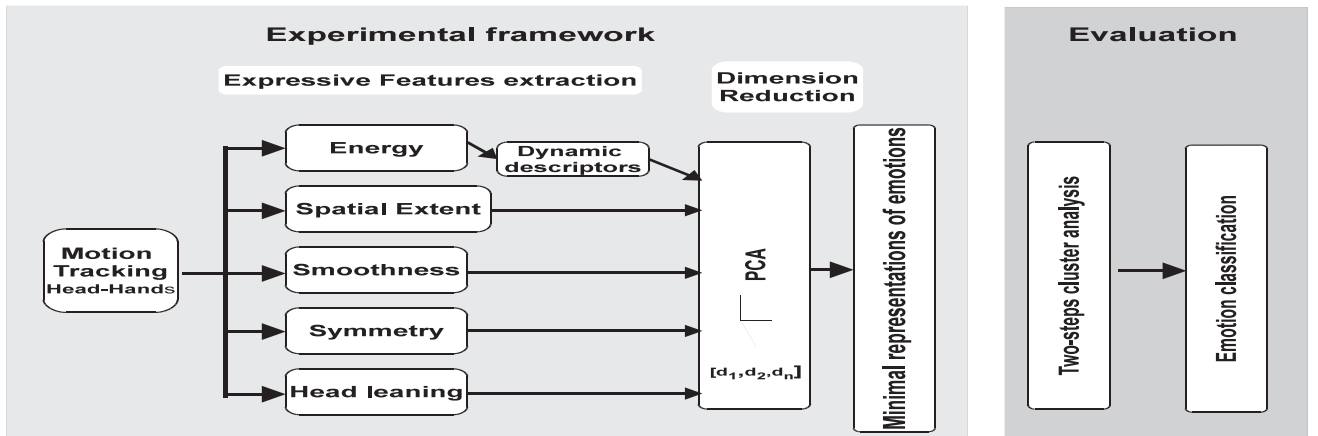 Experimental framework
Expressive Features extraction
Dimension
Reduction
Motion
Tracking
Head-Hands
Energy
Dynamic
descriptors
Spatial Extent
Smoothness
Symmetry
Head leaning
PCA
[d1,d2,dn]
Minimal representations of emotions
Evaluation
Two-steps cluster analysis
Emotion classification